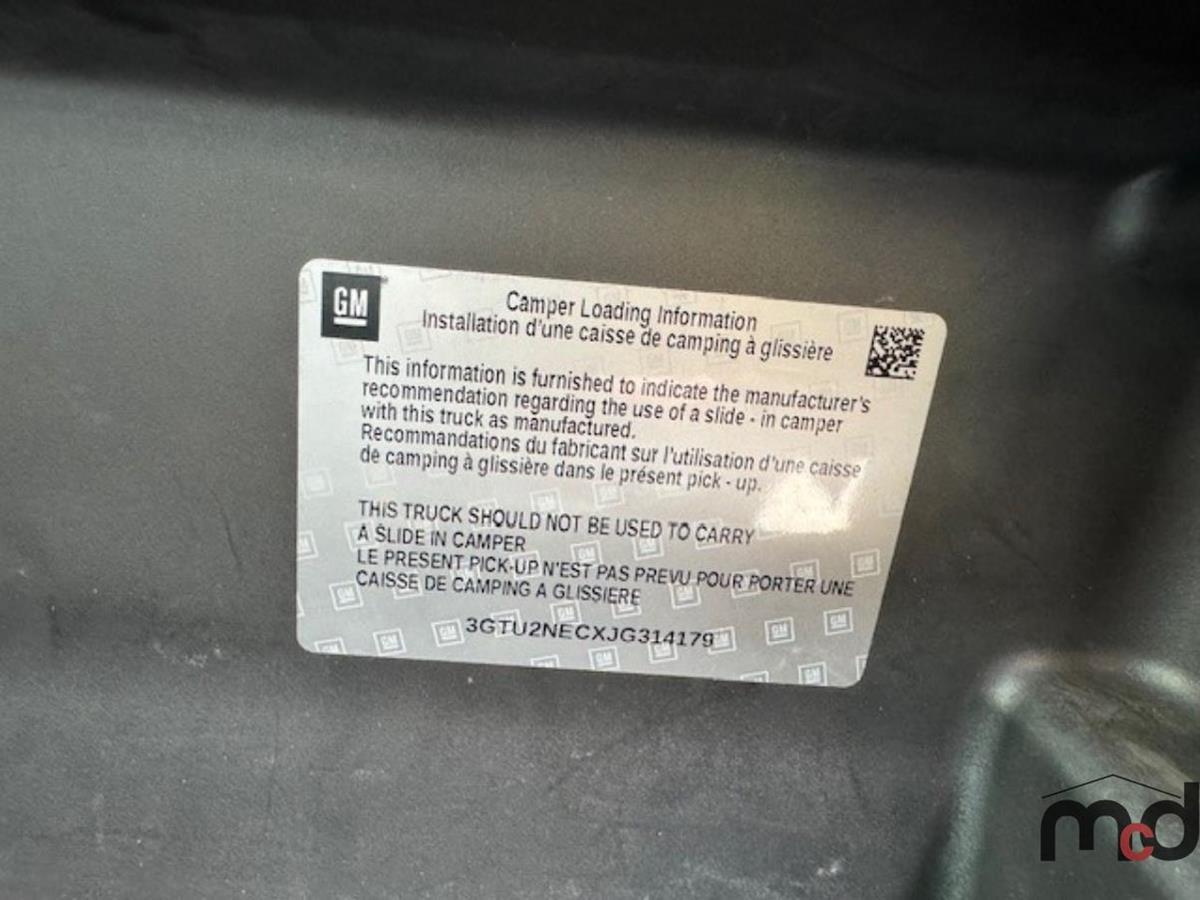 GM
Camper Loading Information
Installation d'une caisse de camping à glissière
This information is furnished to indicate the manufacturer's
recommendation regarding the use of a slide - in camper
with this truck as manufactured.
Recommandations du fabricant sur l'utilisation d'une caisse
de camping à glissière dans le présent pick - up.
THIS TRUCK SHOULD NOT BE USED TO CARRY
A SLIDE IN CAMPER
LE PRESENT PICK-UP N'EST PAS PREVU POUR PORTER UNE
CAISSE DE CAMPING A GLISSIERE
3GTU2NECXJG314179
mcd